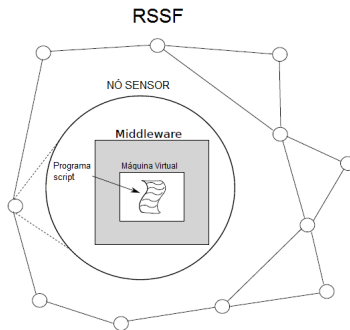 RSSF
NÓ SENSOR
Middleware
Programa
script
Máquina Virtual